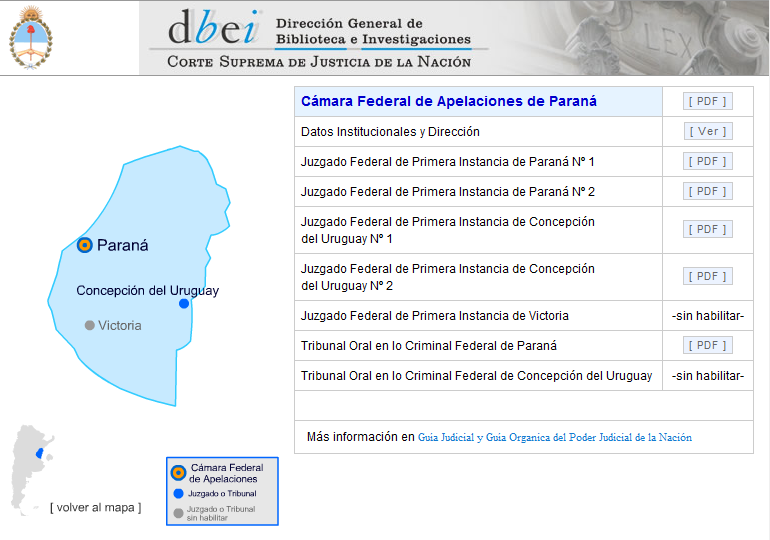 dbei
Dirección General de
Biblioteca e Investigaciones
CORTE SUPREMA DE JUSTICIA DE LA NACIÓN
LEX
Cámara Federal de Apelaciones de Paraná [ PDF ]
Datos Institucionales y Dirección [ Ver ]
Juzgado Federal de Primera Instancia de Paraná Nº 1 [ PDF ]
Juzgado Federal de Primera Instancia de Paraná Nº 2 [ PDF ]
Juzgado Federal de Primera Instancia de Concepción
del Uruguay Nº 1 [ PDF ]
Juzgado Federal de Primera Instancia de Concepción
del Uruguay Nº 2 [ PDF ]
Juzgado Federal de Primera Instancia de Victoria -sin habilitar-
Tribunal Oral en lo Criminal Federal de Paraná [ PDF ]
Tribunal Oral en lo Criminal Federal de Concepción del Uruguay -sin habilitar-
Más información en Guia Judicial y Guia Organica del Poder Judicial de la Nación
Paraná
Concepción del Uruguay
Victoria
[ volver al mapa ]
Cámara Federal
de Apelaciones
Juzgado o Tribunal
Juzgado o Tribunal
sin habilitar